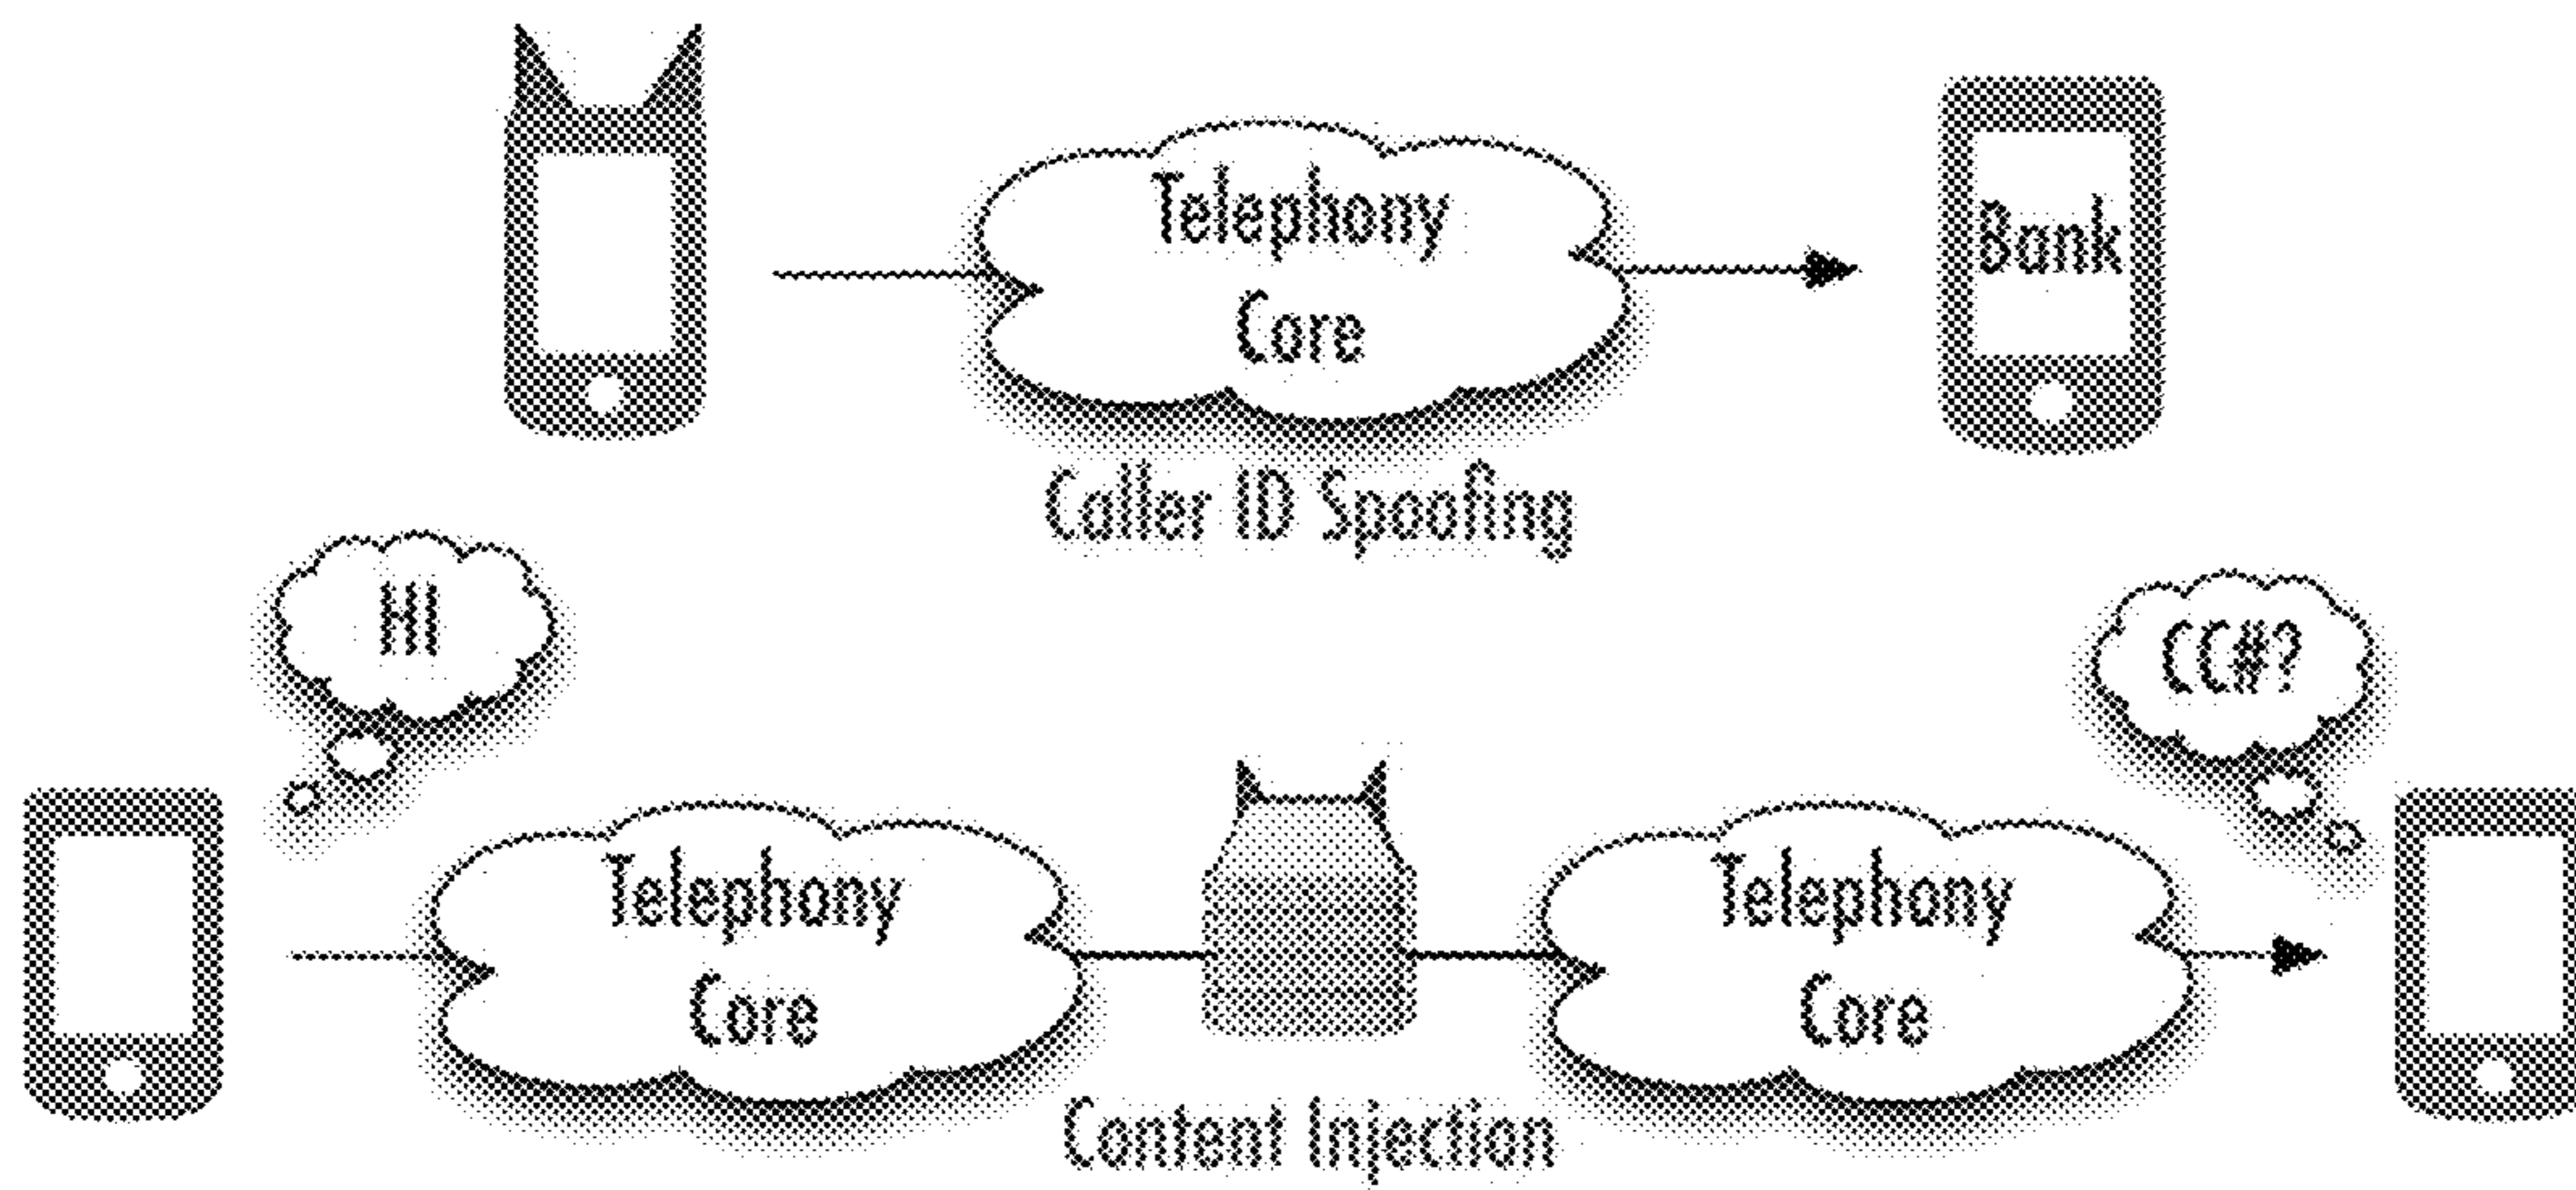 Telephony
Core
Bank
Caller ID Spoofing
HI
CC#?
Telephony
Core
Telephony
Core
Content Injection